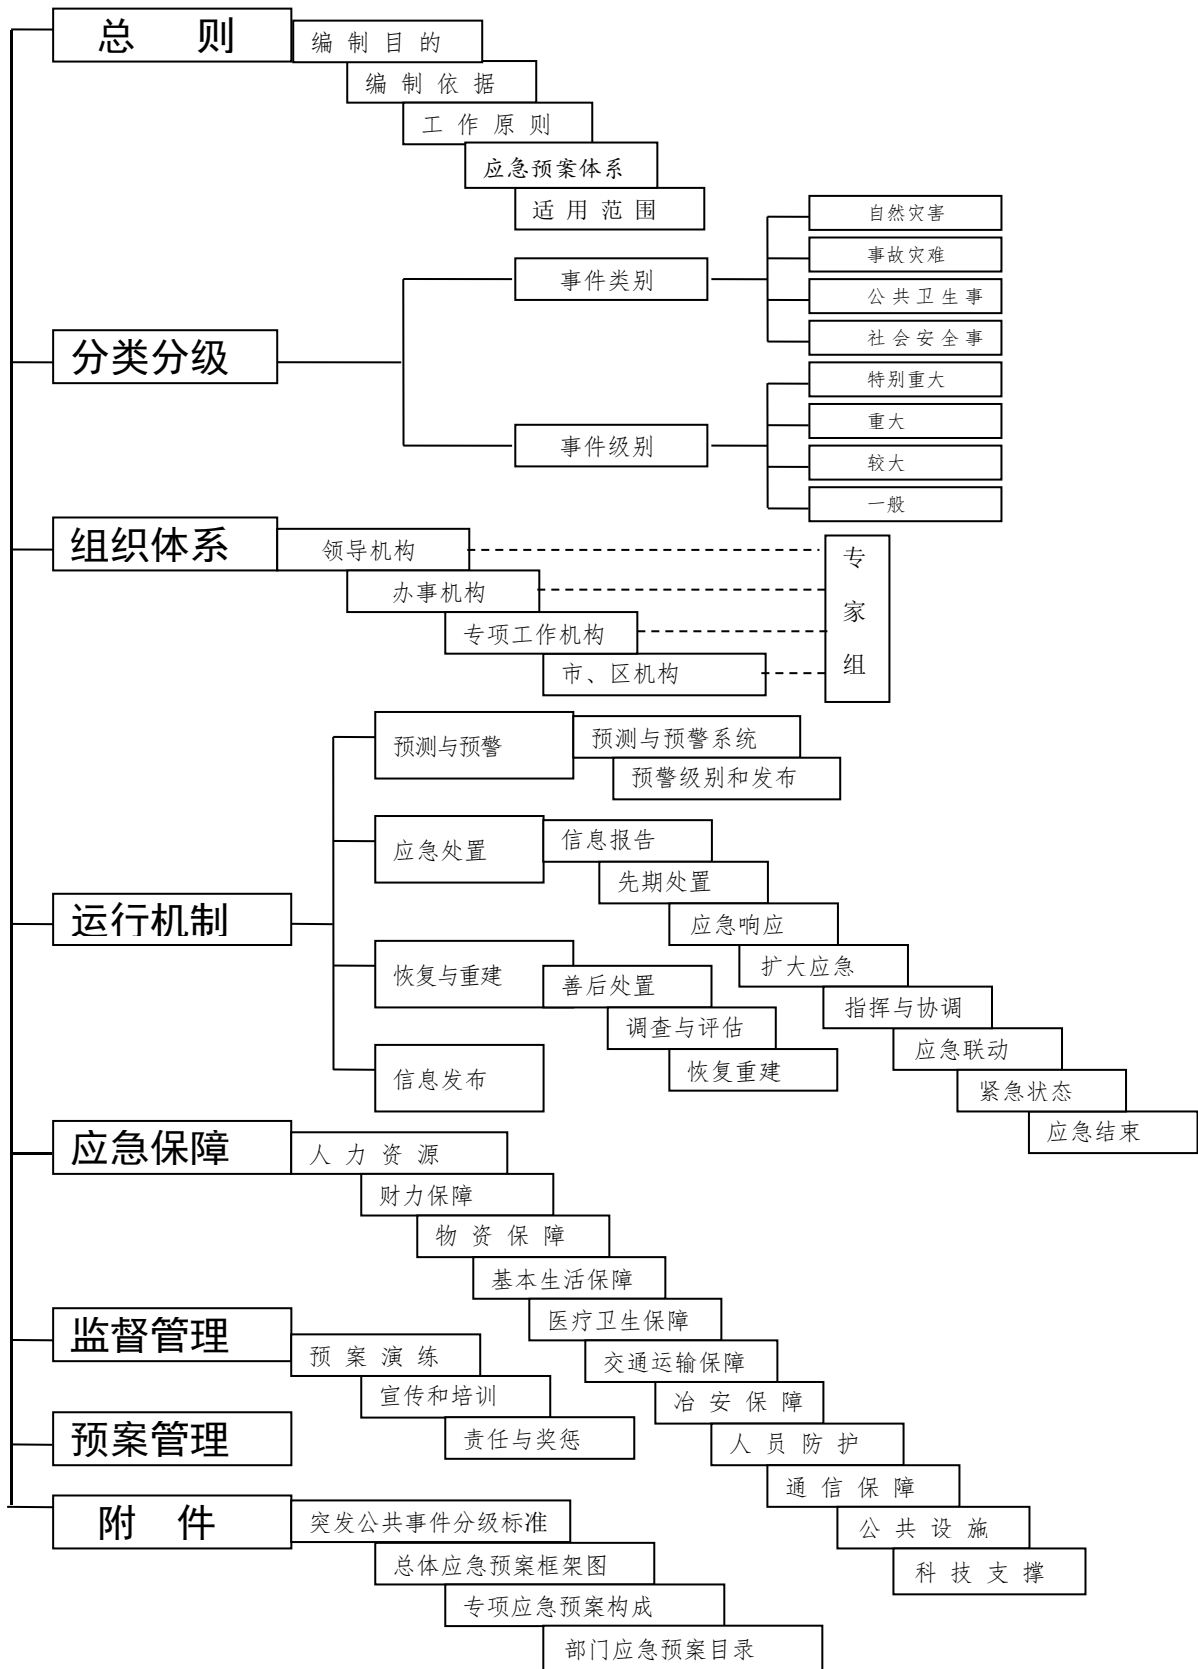 总 则
编 制 目 的
编 制 依 据
工 作 原 则
应急预案体系
适 用 范 围
分类分级
事件类别
自然灾害
事故灾难
公 共 卫 生 事
社 会 安 全 事
事件级别
特别重大
重大
较大
一般
组织体系
领导机构
办事机构
专项工作机构
市、区机构
专
家
组
运行机制
预测与预警
预测与预警系统
预警级别和发布
应急处置
信息报告
先期处置
应急响应
扩大应急
指挥与协调
应急联动
紧急状态
应急结束
恢复与重建
善后处置
调查与评估
恢复重建
信息发布
应急保障
人 力 资 源
财力保障
物 资 保 障
基本生活保障
医疗卫生保障
交通运输保障
冶 安 保 障
人 员 防 护
通 信 保 障
公 共 设 施
科 技 支 撑
监督管理
预 案 演 练
宣传和培训
责任与奖惩
预案管理
附 件
突发公共事件分级标准
总体应急预案框架图
专项应急预案构成
部门应急预案目录